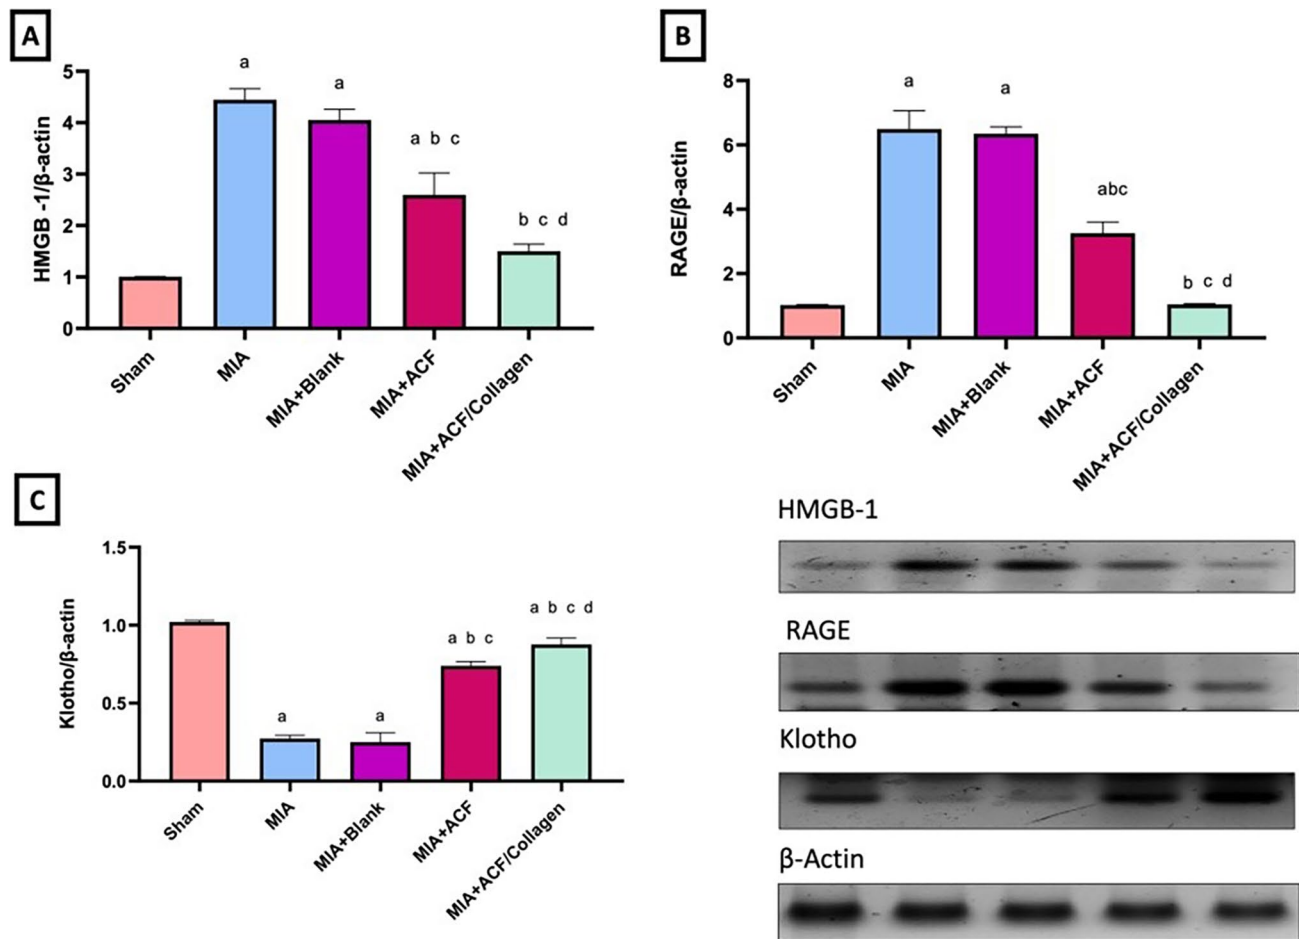 A
HMGB -1/β-actin
5
4
3
2
1
0
a
a
a b c
b c d
Sham
MIA
MIA+Blank
MIA+ACF
MIA+ACF/Collagen
B
RAGE/β-actin
8
6
4
2
0
a
a
abc
b c d
Sham
MIA
MIA+Blank
MIA+ACF
MIA+ACF/Collagen
C
Klotho/β-actin
1.5
1.0
0.5
0.0
a
a
a b c
a b c d
Sham
MIA
MIA+Blank
MIA+ACF
MIA+ACF/Collagen
HMGB-1
RAGE
Klotho
β-Actin